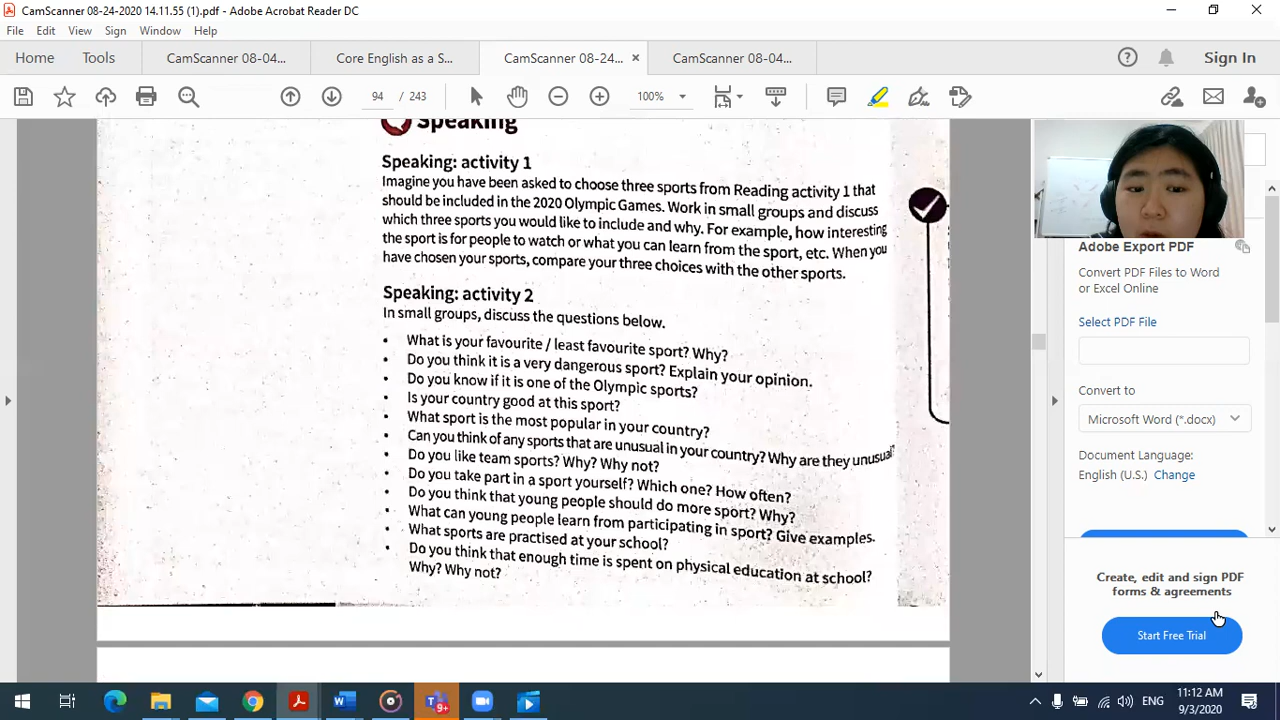 CamScanner 08-24-2020 14.11.55 (1).pdf - Adobe Acrobat Reader DC
File Edit View Sign Window Help
Home Tools CamScanner 08-04... Core English as a S... CamScanner 08-24... × CamScanner 08-04... Sign In
94 / 243 100%
Speaking
Speaking: activity 1
Imagine you have been asked to choose three sports from Reading activity 1 that
should be included in the 2020 Olympic Games. Work in small groups and discuss
which three sports you would like to include and why. For example, how interesting
the sport is for people to watch or what you can learn from the sport, etc. When you
have chosen your sports, compare your three choices with the other sports.
Speaking: activity 2
In small groups, discuss the questions below.
• What is your favourite / least favourite sport? Why?
• Do you think it is a very dangerous sport? Explain your opinion.
• Do you know if it is one of the Olympic sports?
• Is your country good at this sport?
• What sport is the most popular in your country?
• Can you think of any sports that are unusual in your country? Why are they unusual?
• Do you like team sports? Why? Why not?
• Do you take part in a sport yourself? Which one? How often?
• Do you think that young people should do more sport? Why?
• What can young people learn from participating in sport? Give examples.
• What sports are practised at your school?
• Do you think that enough time is spent on physical education at school?
Why? Why not?
Adobe Export PDF
Convert PDF Files to Word
or Excel Online
Select PDF File
Convert to
Microsoft Word (*.docx)
Document Language:
English (U.S.) Change
Create, edit and sign PDF
forms & agreements
Start Free Trial
9+
ENG
11:12 AM
9/3/2020